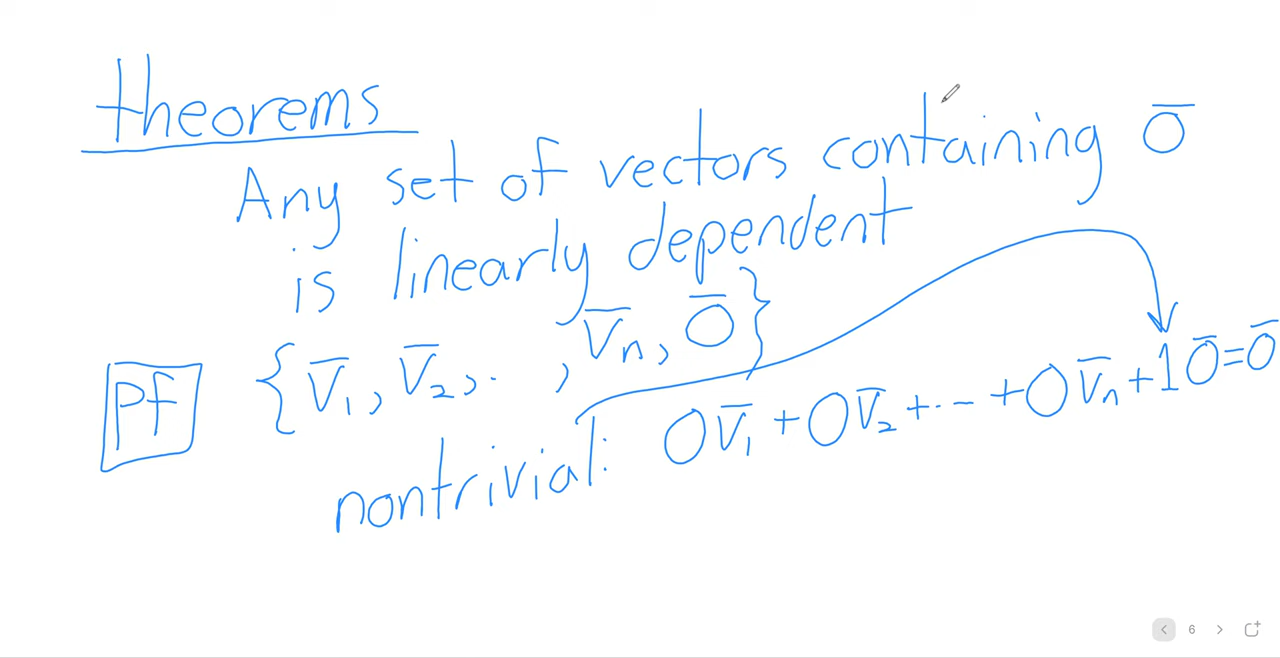 theorems
Any set of vectors containing 0̅
is linearly dependent
PF {v̅₁, v̅₂, .. , v̅ₙ, 0̅}
nontrivial: 0v̅₁ + 0v̅₂ + ... + 0v̅ₙ + 1 0̅ = 0̅
6